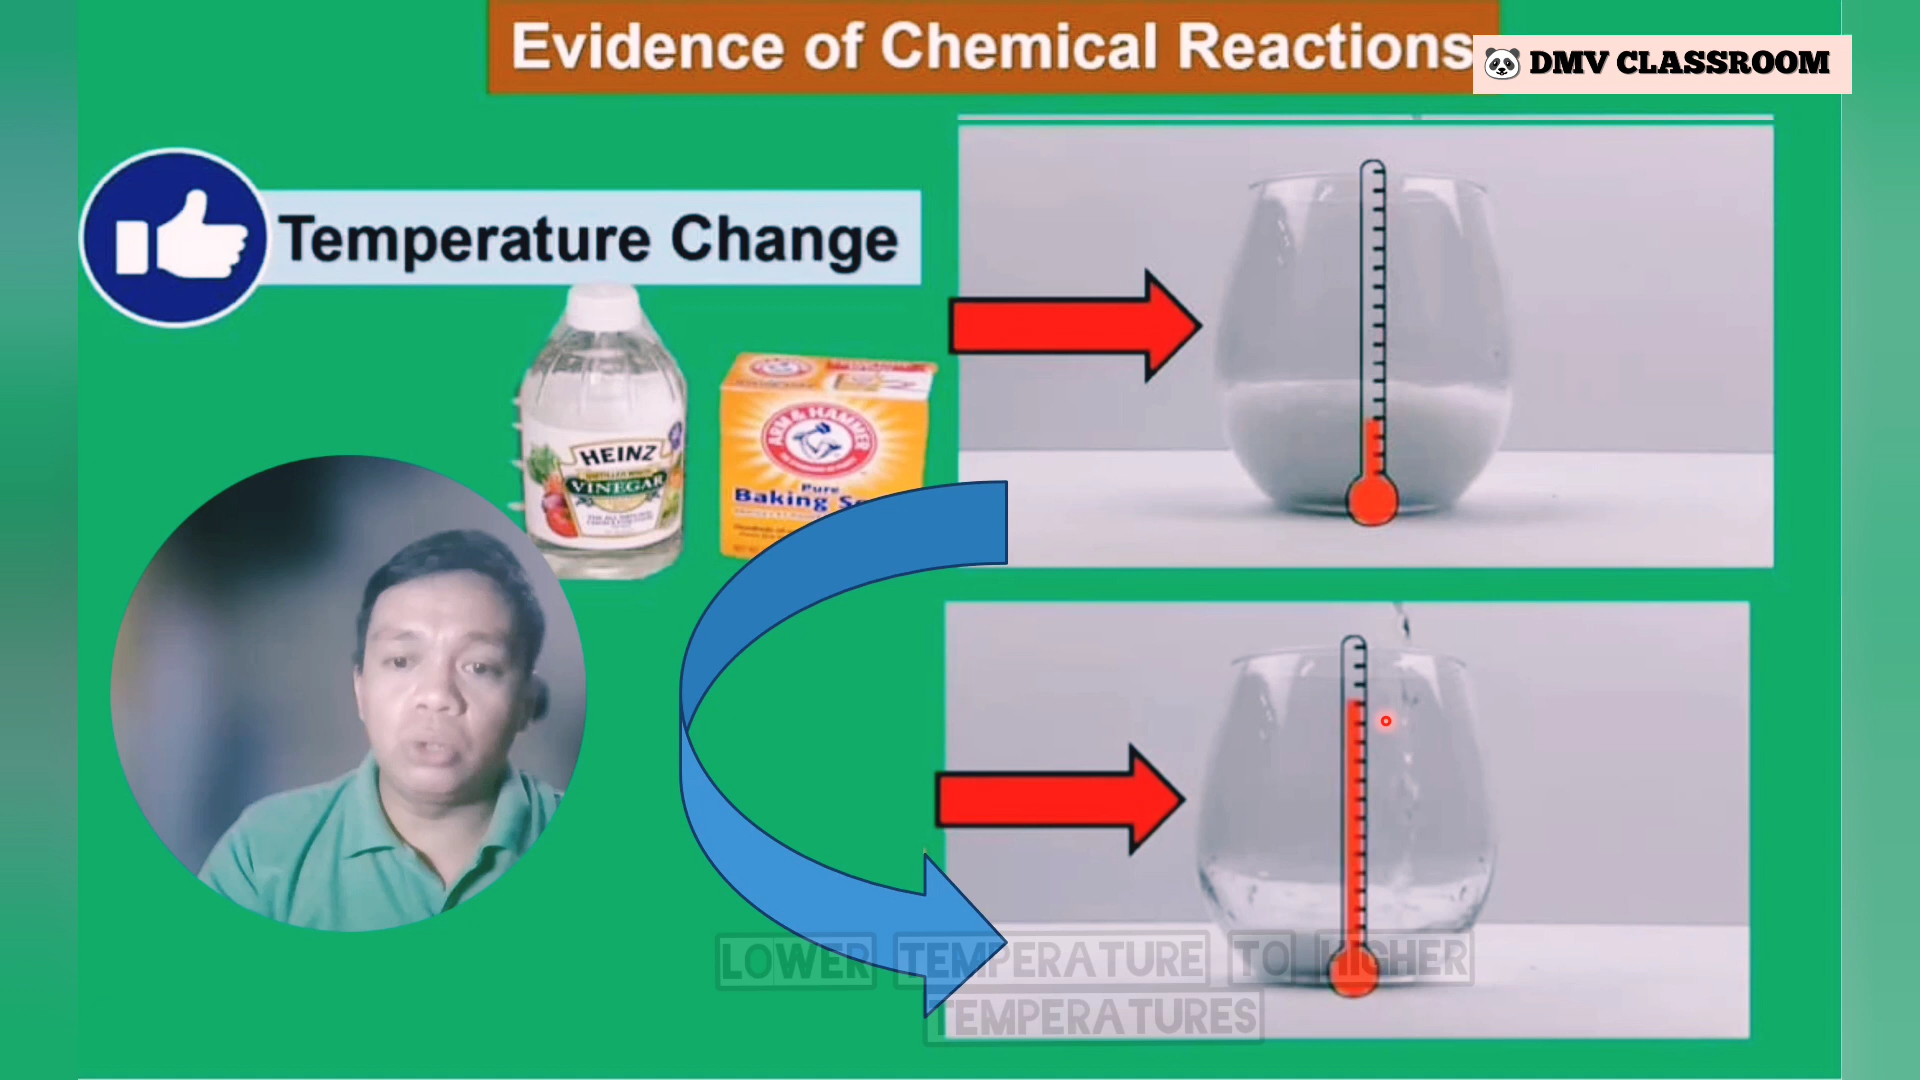 Evidence of Chemical Reactions
🐼 DMV CLASSROOM
Temperature Change
HEINZ
VINEGAR
ARM & HAMMER
Pure
Baking So
LOWER TEMPERATURE TO HIGHER
TEMPERATURES